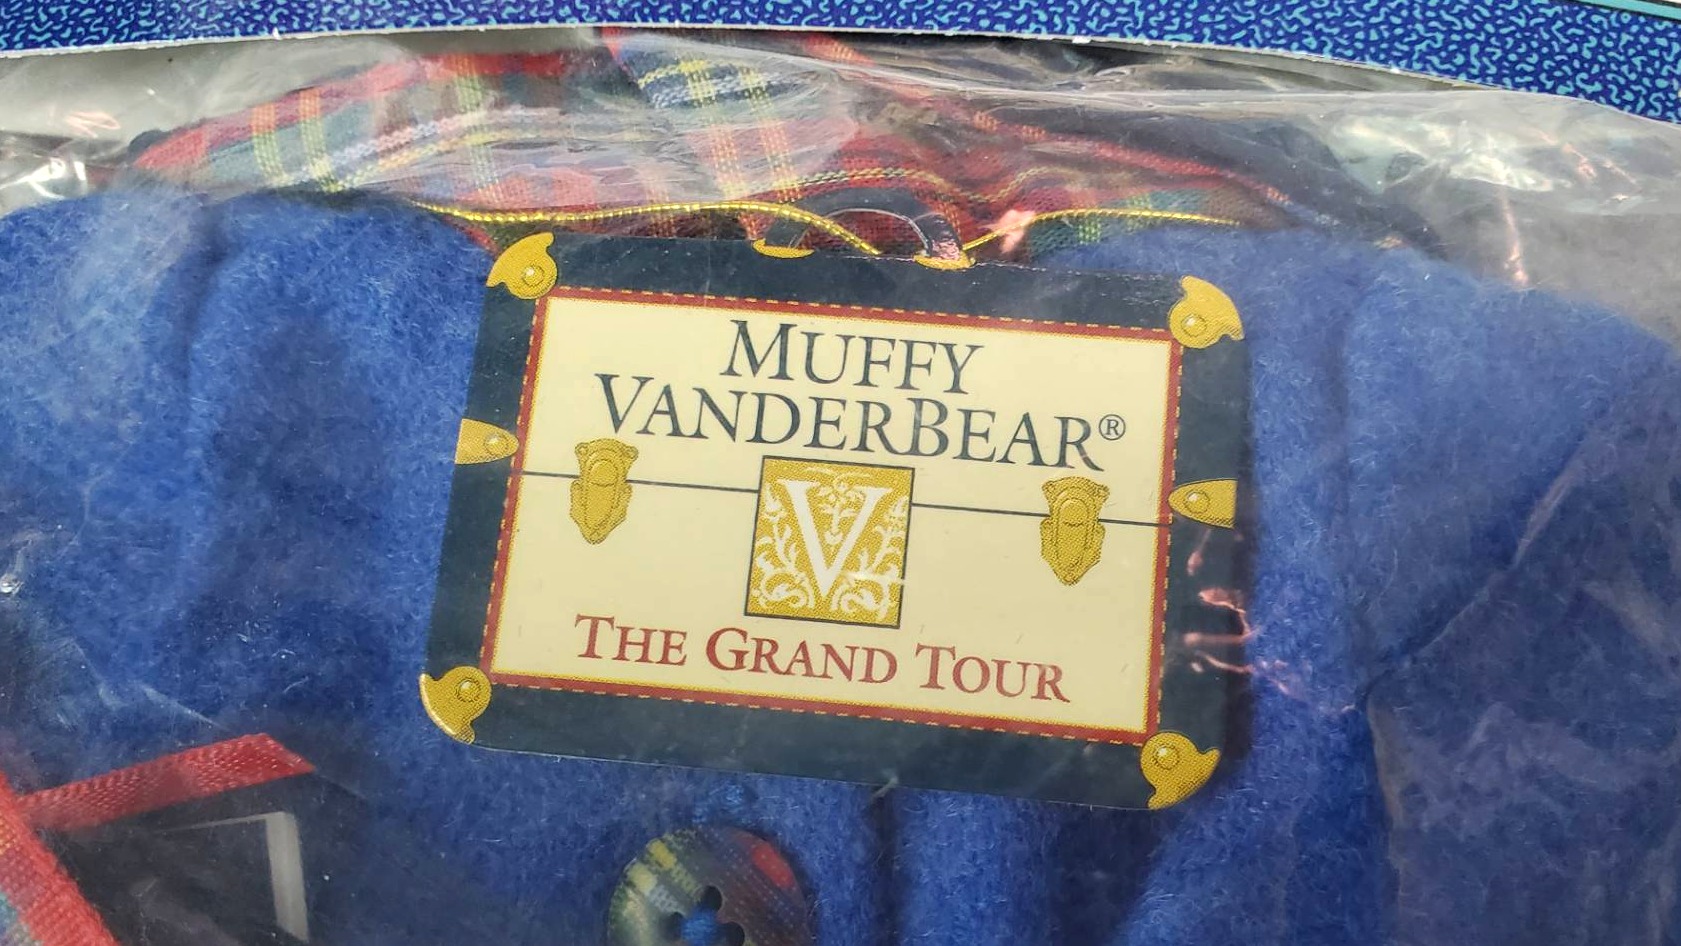 MUFFY
VANDERBEAR®
V
THE GRAND TOUR